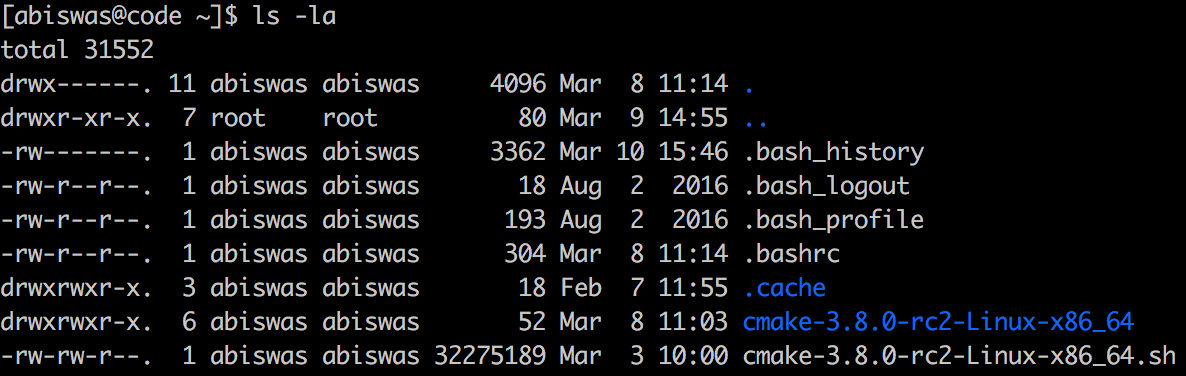 [abiswas@code ~]$ ls -la
total 31552
drwx------. 11 abiswas abiswas     4096 Mar  8 11:14 .
drwxr-xr-x.  7 root    root          80 Mar  9 14:55 ..
-rw-------.  1 abiswas abiswas     3362 Mar 10 15:46 .bash_history
-rw-r--r--.  1 abiswas abiswas       18 Aug  2  2016 .bash_logout
-rw-r--r--.  1 abiswas abiswas      193 Aug  2  2016 .bash_profile
-rw-r--r--.  1 abiswas abiswas      304 Mar  8 11:14 .bashrc
drwxrwxr-x.  3 abiswas abiswas       18 Feb  7 11:55 .cache
drwxrwxr-x.  6 abiswas abiswas       52 Mar  8 11:03 cmake-3.8.0-rc2-Linux-x86_64
-rw-rw-r--.  1 abiswas abiswas 32275189 Mar  3 10:00 cmake-3.8.0-rc2-Linux-x86_64.sh